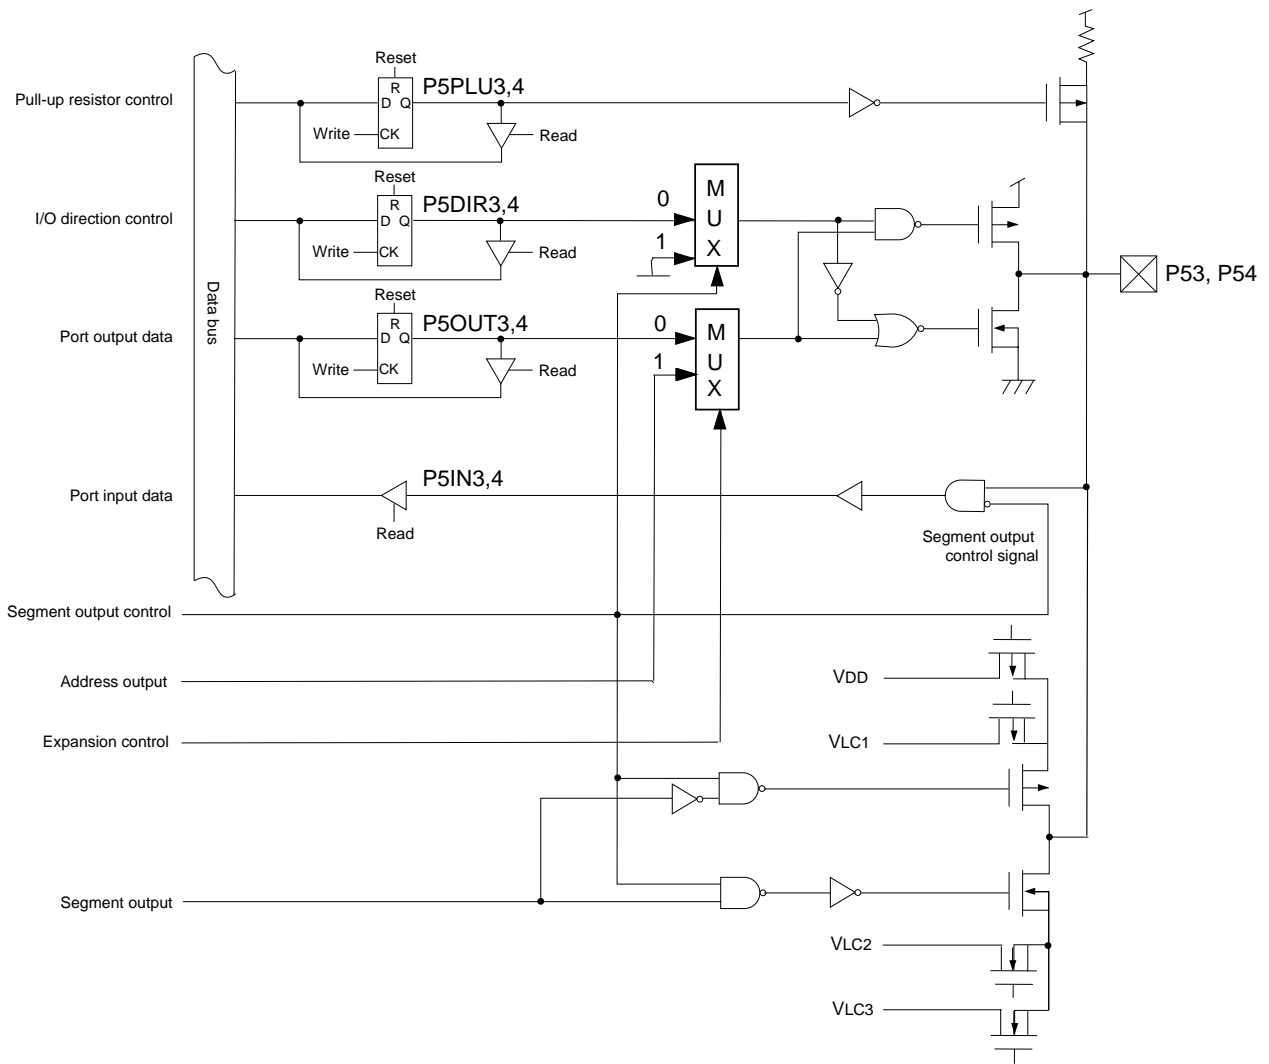 Pull-up resistor control
Reset
R
D Q
CK
Write
P5PLU3,4
Read
I/O direction control
Reset
R
D Q
CK
Write
P5DIR3,4
Read
0
1
M
U
X
Data bus
Port output data
Reset
R
D Q
CK
Write
P5OUT3,4
Read
0
1
M
U
X
P53, P54
Port input data
P5IN3,4
Read
Segment output
control signal
Segment output control
Address output
VDD
Expansion control
VLC1
Segment output
VLC2
VLC3